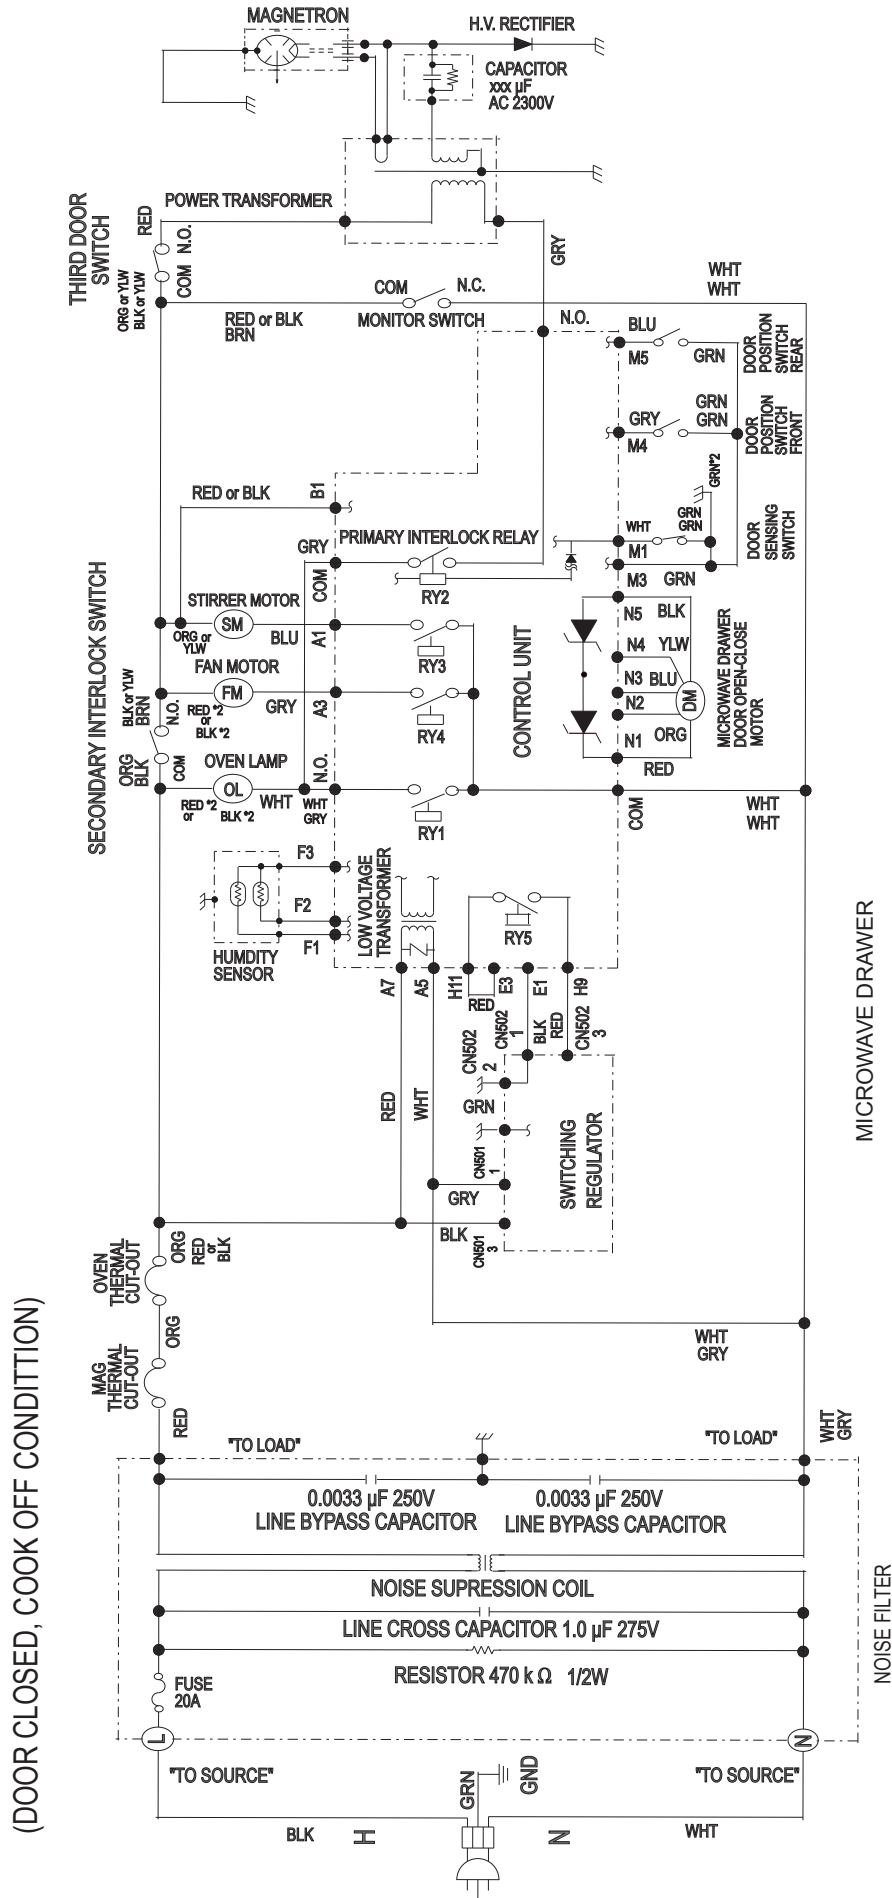 MAGNETRON
H.V. RECTIFIER
CAPACITOR
xxx µF
AC 2300V
POWER TRANSFORMER
RED
N.O.
COM
THIRD DOOR
SWITCH
ORG or YLW
BLK or YLW
GRY
WHT
WHT
COM
N.C.
RED or BLK
BRN
MONITOR SWITCH
N.O.
BLU
M5
GRN
DOOR
POSITION
SWITCH
REAR
GRN
GRN
GRY
M4
DOOR
POSITION
SWITCH
FRONT
GRN*2
RED or BLK
B1
GRN
GRN
WHT
M1
DOOR
SENSING
SWITCH
PRIMARY INTERLOCK RELAY
GRY
COM
RY2
M3
GRN
SECONDARY INTERLOCK SWITCH
STIRRER MOTOR
SM
ORG or
YLW
BLU
A1
RY3
CONTROL UNIT
N5
BLK
N4
YLW
N3
BLU
N2
DM
ORG
N1
RED
MICROWAVE DRAWER
DOOR OPEN-CLOSE
MOTOR
FAN MOTOR
FM
BLK or YLW
BRN
N.O.
RED *2
or
BLK *2
GRY
A3
RY4
ORG
BLK
COM
OVEN LAMP
OL
RED *2
or
BLK *2
WHT
N.O.
WHT
GRY
RY1
COM
WHT
WHT
F3
F2
F1
HUMDITY
SENSOR
LOW VOLTAGE
TRANSFORMER
RY5
A7
A5
H11
RED
E3
E1
H9
CN502
2
CN502
1
BLK
RED
CN502
3
GRN
RED
WHT
CN501
1
GRY
BLK
CN501
3
SWITCHING
REGULATOR
MICROWAVE DRAWER
OVEN
THERMAL
CUT-OUT
ORG
RED
or
BLK
ORG
MAG
THERMAL
CUT-OUT
RED
WHT
GRY
WHT
GRY
(DOOR CLOSED, COOK OFF CONDITTION)
"TO LOAD"
"TO LOAD"
0.0033 µF 250V
LINE BYPASS CAPACITOR
0.0033 µF 250V
LINE BYPASS CAPACITOR
NOISE SUPRESSION COIL
LINE CROSS CAPACITOR 1.0 µF 275V
RESISTOR 470 k Ω 1/2W
FUSE
20A
NOISE FILTER
L
N
"TO SOURCE"
"TO SOURCE"
GRN
GND
BLK
H
N
WHT